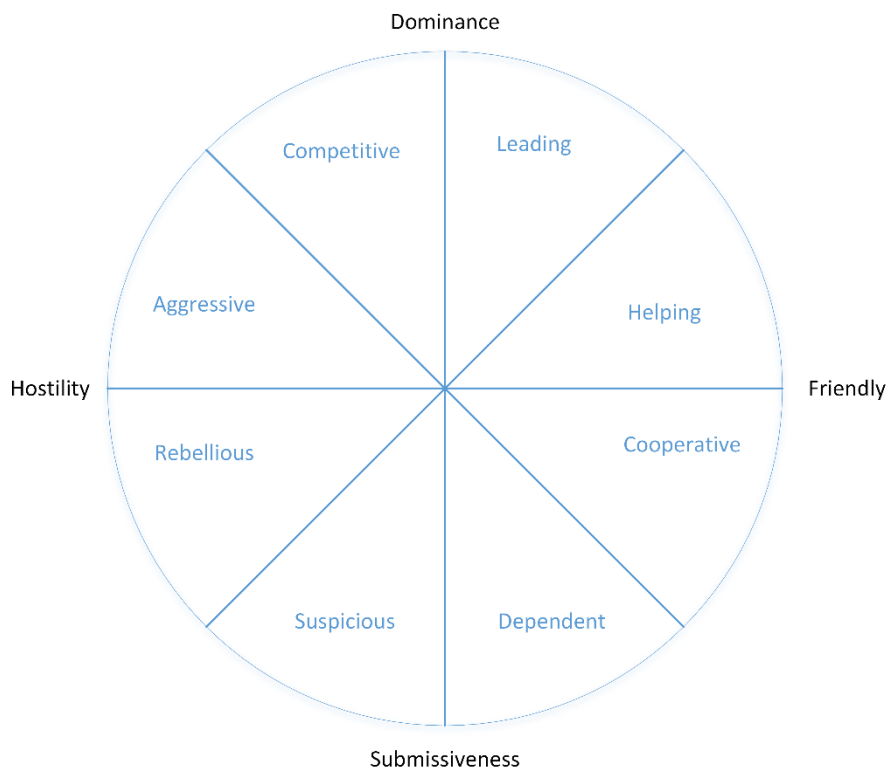 Dominance
Competitive
Leading
Aggressive
Helping
Hostility
Friendly
Rebellious
Cooperative
Suspicious
Dependent
Submissiveness